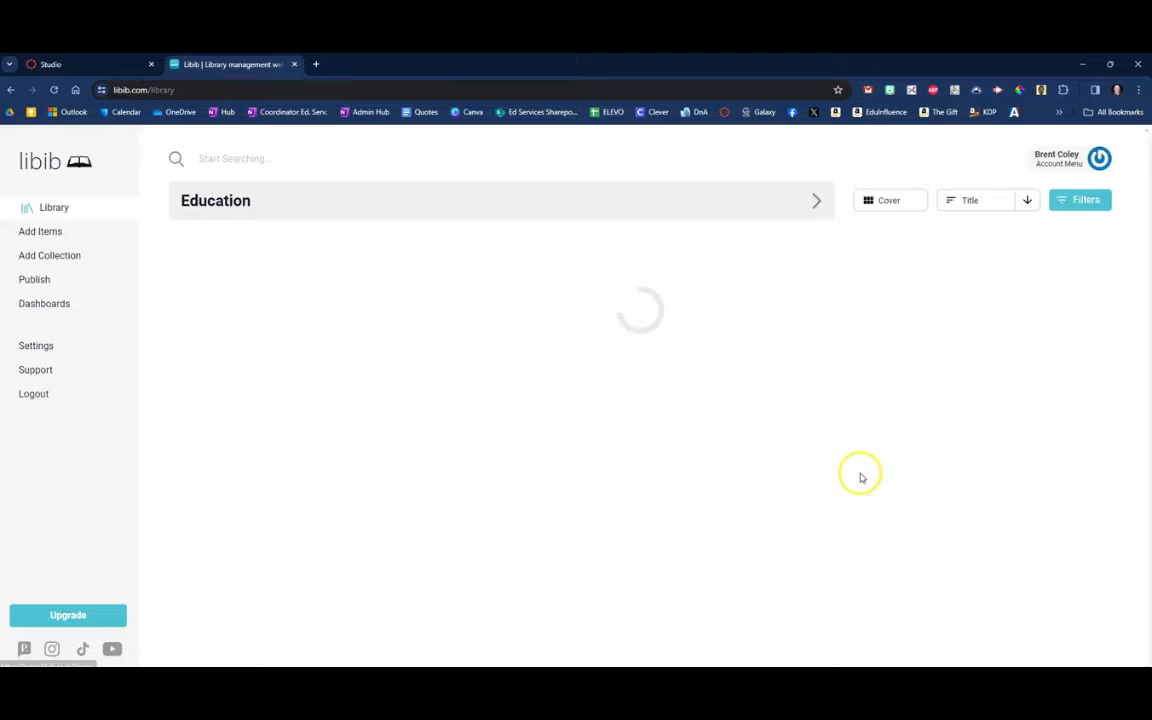 Studio
Libib | Library management we
libib.com/library
Outlook
Calendar
OneDrive
Hub
Coordinator Ed. Serv.
Admin Hub
Quotes
Canva
Ed Services Sharepo...
ELEVO
Clever
DnA
Galaxy
EduInfluence
The Gift
KDP
All Bookmarks
libib
Start Searching...
Brent Coley
Account Menu
Education
Cover
Title
Filters
Library
Add Items
Add Collection
Publish
Dashboards
Settings
Support
Logout
Upgrade